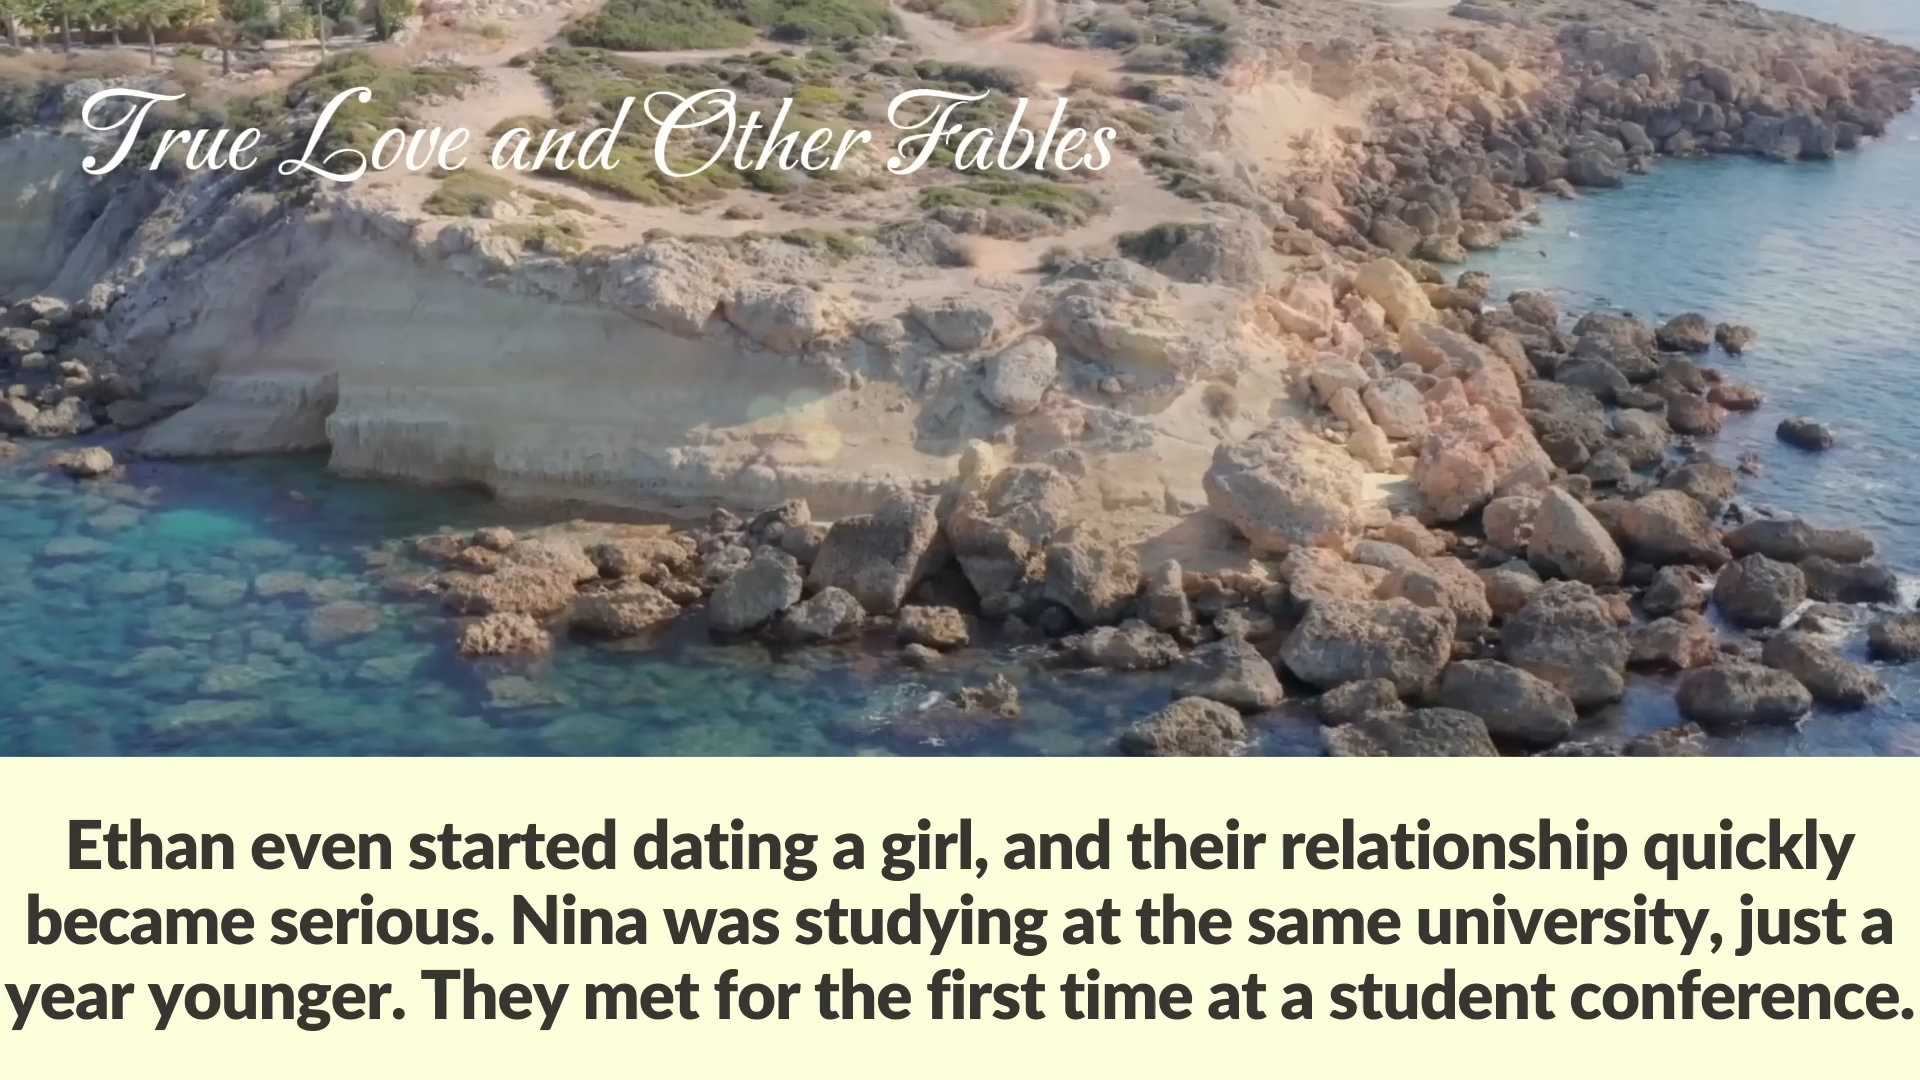 True Love and Other Fables
Ethan even started dating a girl, and their relationship quickly
became serious. Nina was studying at the same university, just a
year younger. They met for the first time at a student conference.